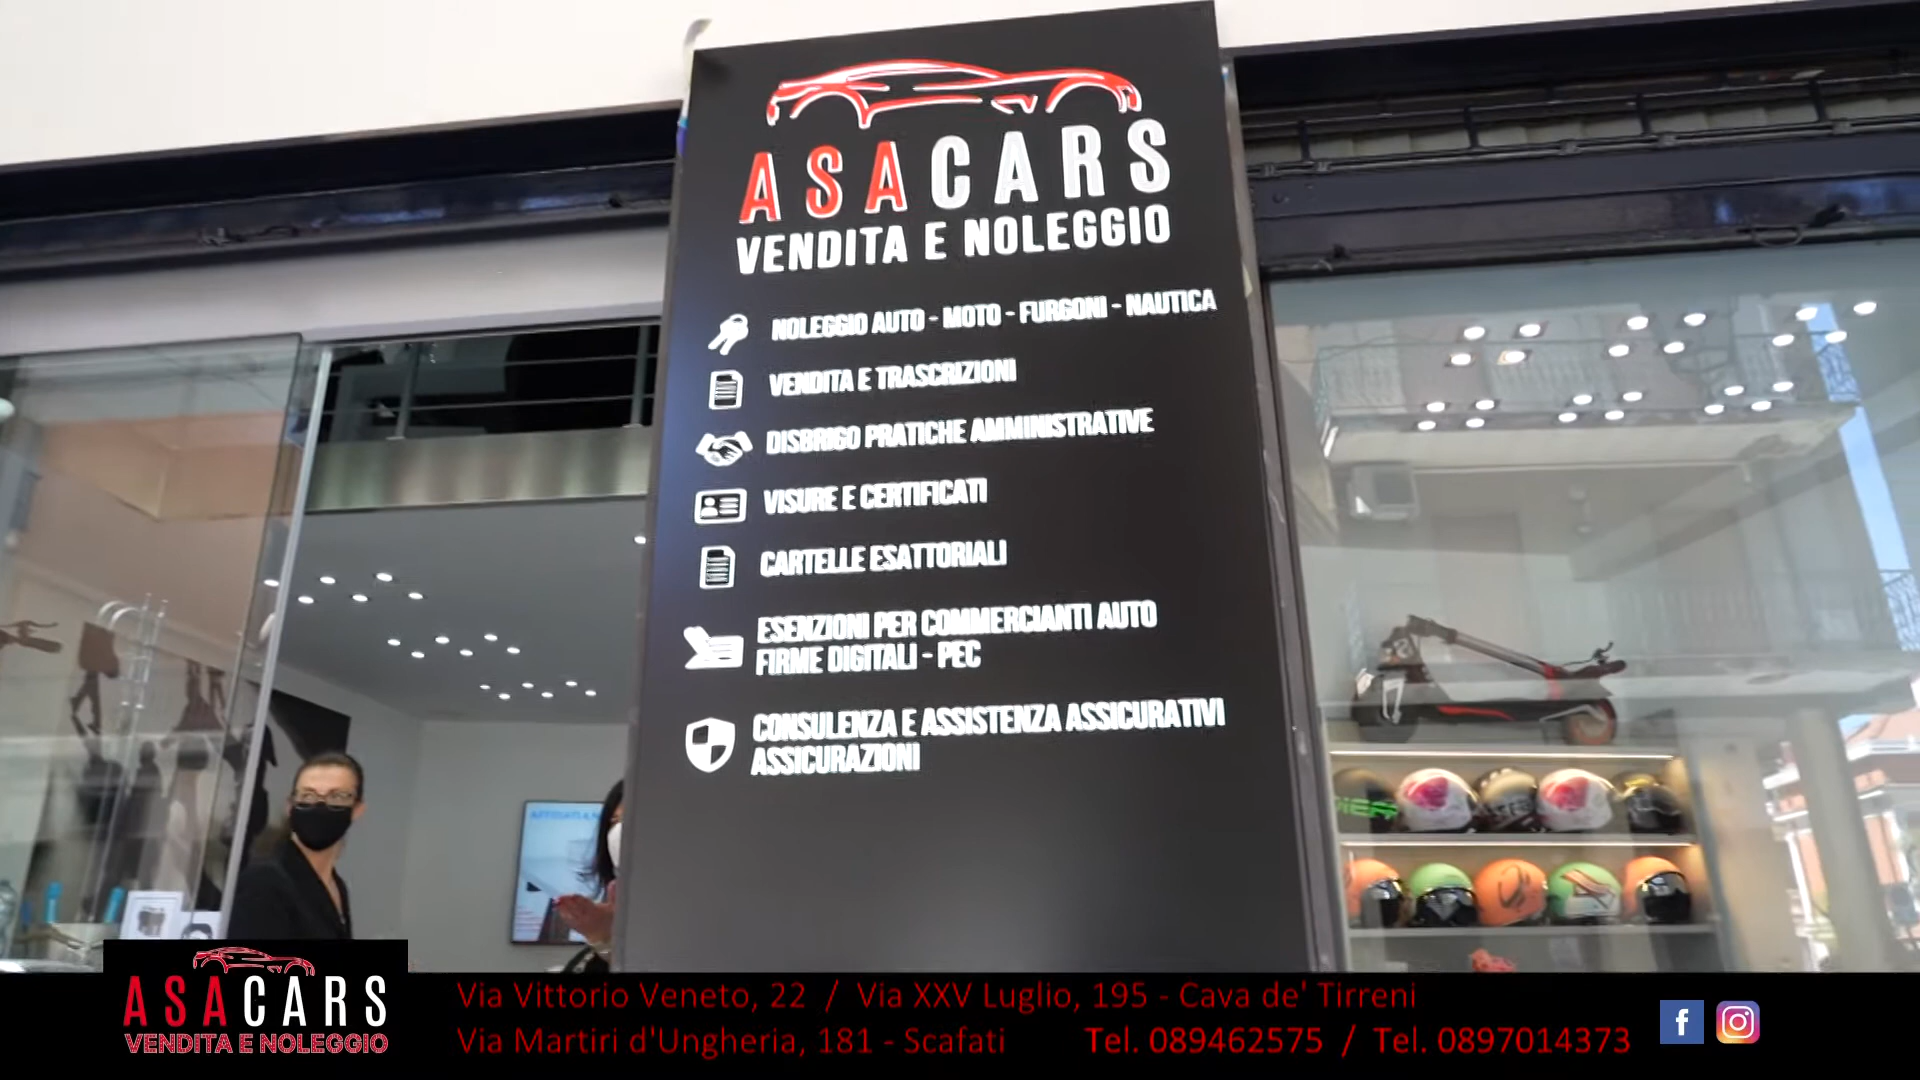 ASACARS
VENDITA E NOLEGGIO
NOLEGGIO AUTO - MOTO - FURGONI - NAUTICA
VENDITA E TRASCRIZIONI
DISBRIGO PRATICHE AMMINISTRATIVE
VISURE E CERTIFICATI
CARTELLE ESATTORIALI
ESENZIONI PER COMMERCIANTI AUTO
FIRME DIGITALI - PEC
CONSULENZA E ASSISTENZA ASSICURATIVI
ASSICURAZIONI
ASACARS
VENDITA E NOLEGGIO
Via Vittorio Veneto, 22 / Via XXV Luglio, 195 - Cava de' Tirreni
Via Martiri d'Ungheria, 181 - Scafati Tel. 089462575 / Tel. 0897014373